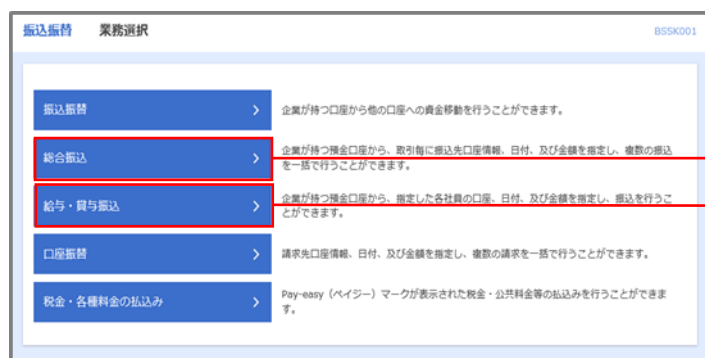 振込振替 業務選択 BSSK001
振込振替 企業が持つ口座から他の口座への資金移動を行うことができます。
総合振込 企業が持つ預金口座から、取引毎に振込先口座情報、日付、及び金額を指定し、複数の振込
を一括で行うことができます。
給与・賞与振込 企業が持つ預金口座から、指定した各社員の口座、日付、及び金額を指定し、振込を行うこ
とができます。
口座振替 請求先口座情報、日付、及び金額を指定し、複数の請求を一括で行うことができます。
税金・各種料金の払込み Pay-easy（ペイジー）マークが表示された税金・公共料金等の払込みを行うことができま
す。